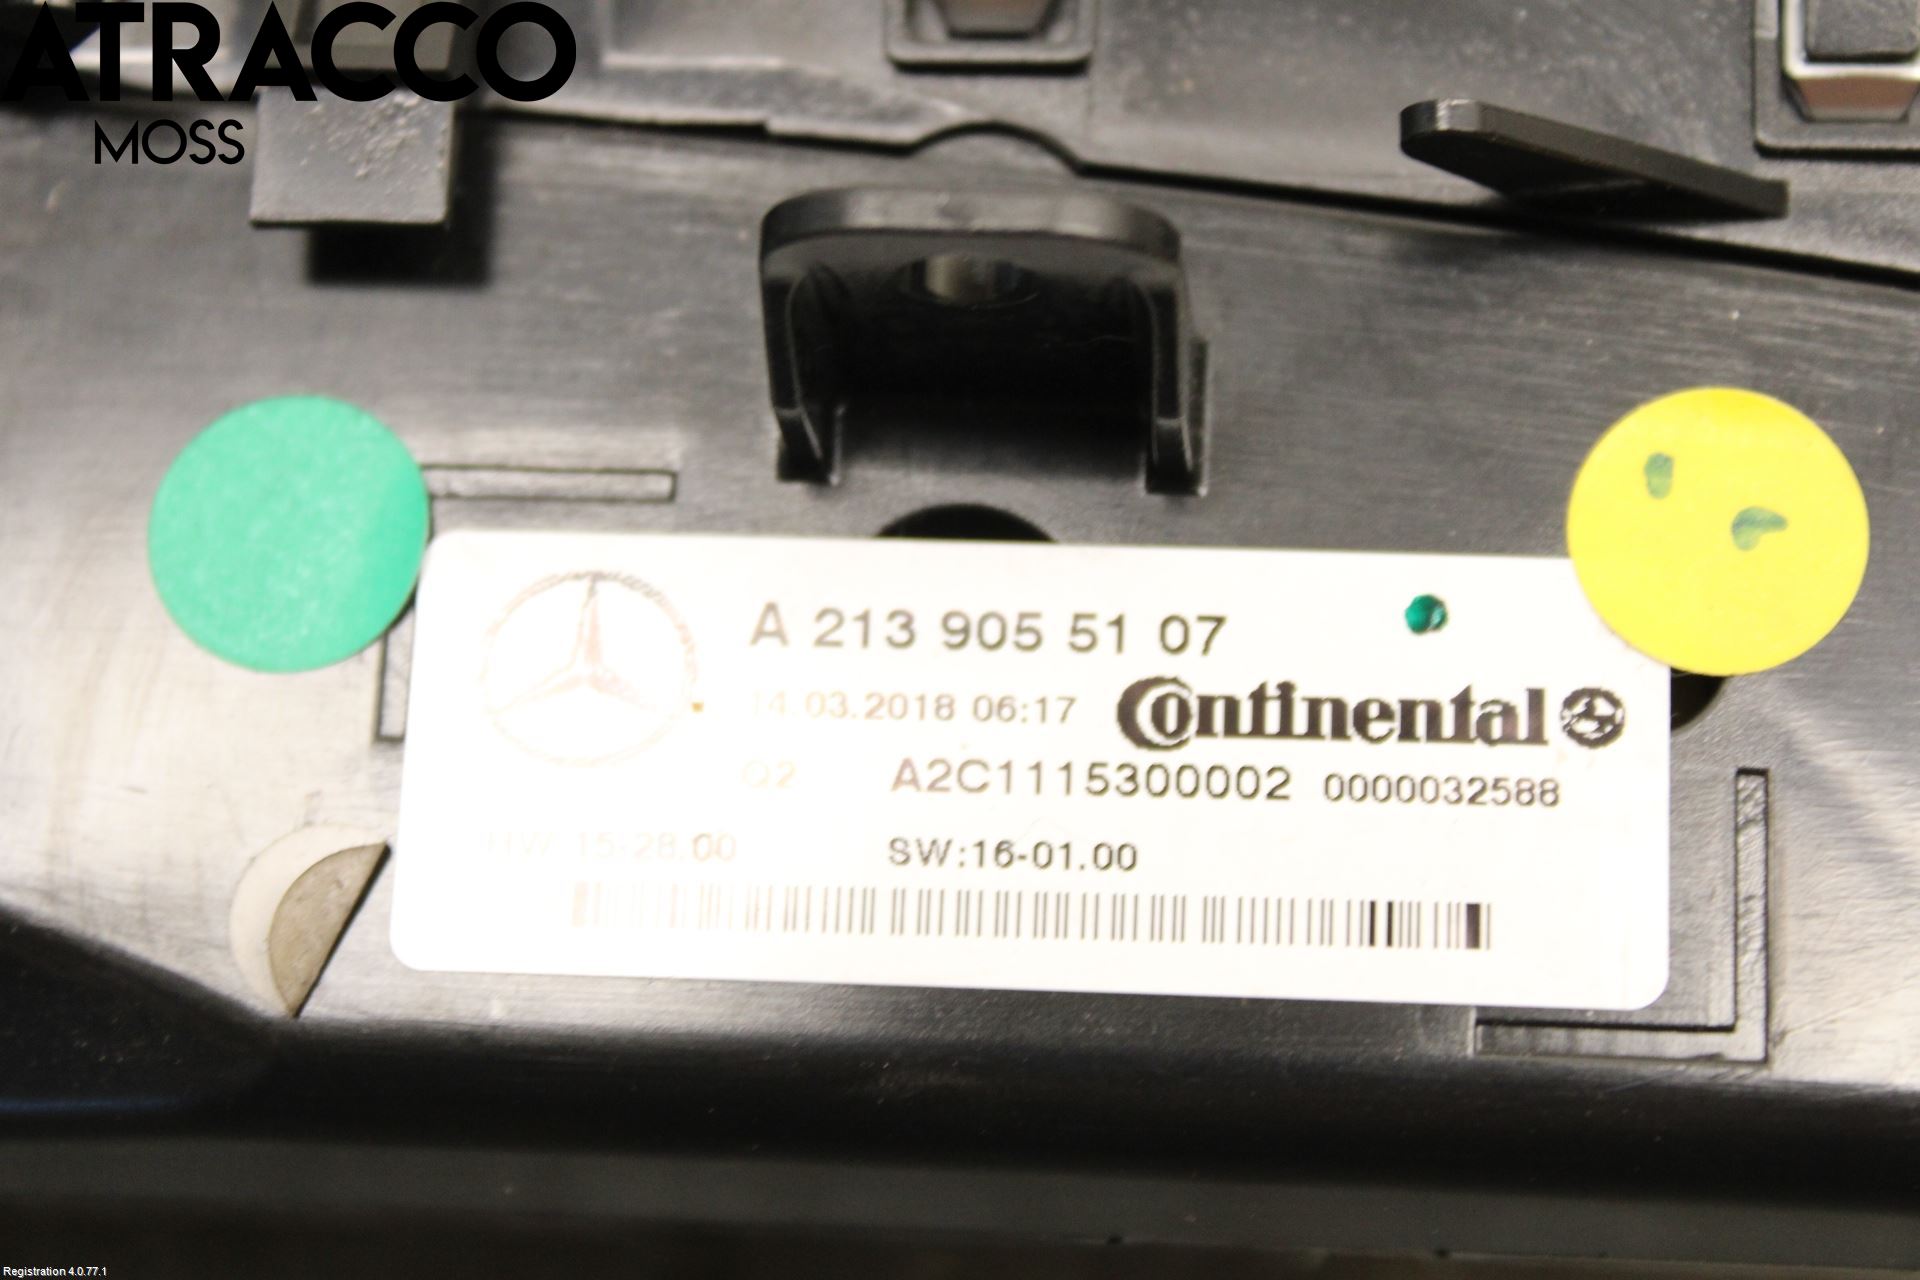 ATRACCO
MOSS
A 213 905 51 07
14.03.2018 06:17 Continental
Q2 A2C1115300002 0000032588
HW: 15-28.00 SW:16-01.00
Registration 4.0.77.1